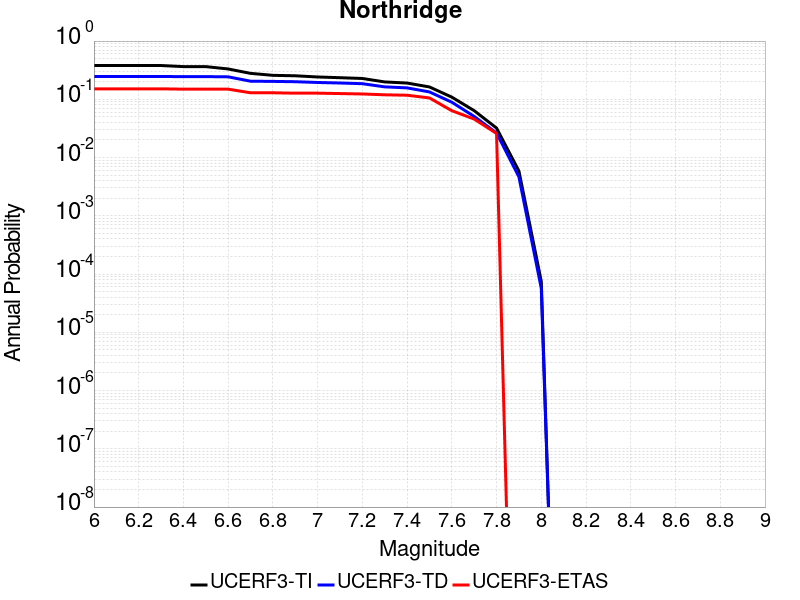 Northridge
10^0
10^-1
10^-2
10^-3
10^-4
10^-5
10^-6
10^-7
10^-8
Annual Probability
6 6.2 6.4 6.6 6.8 7 7.2 7.4 7.6 7.8 8 8.2 8.4 8.6 8.8 9
Magnitude
UCERF3-TI UCERF3-TD UCERF3-ETAS